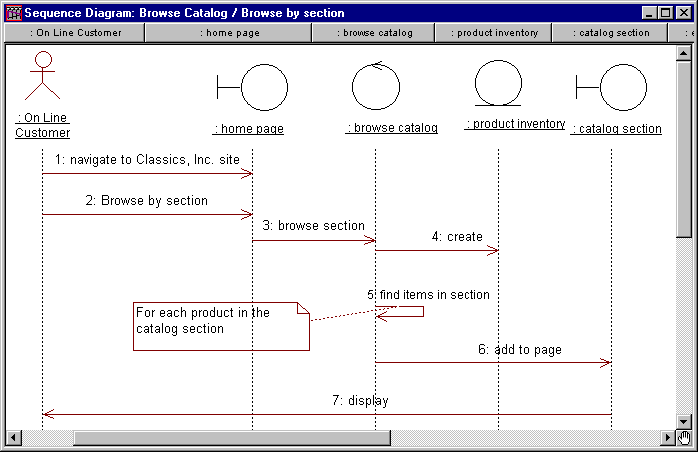 Sequence Diagram: Browse Catalog / Browse by section
: On Line Customer
: home page
: browse catalog
: product inventory
: catalog section
: e
: On Line
Customer
: home page
: browse catalog
: product inventory
: catalog section
1: navigate to Classics, Inc. site
2: Browse by section
3: browse section
4: create
5: find items in section
For each product in the
catalog section
6: add to page
7: display